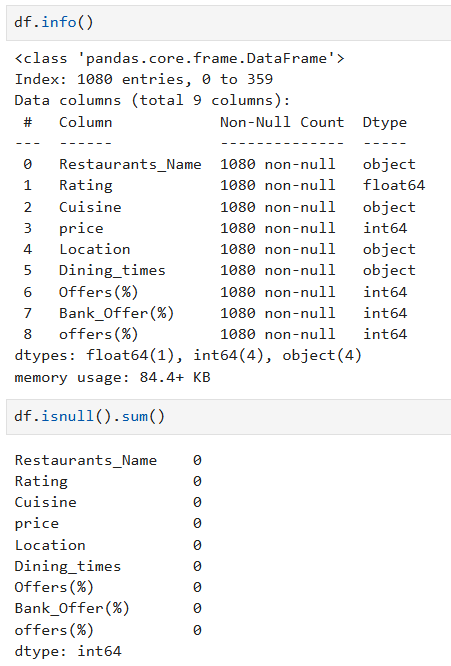 df.info()
<class 'pandas.core.frame.DataFrame'>
Index: 1080 entries, 0 to 359
Data columns (total 9 columns):
 #   Column            Non-Null Count  Dtype
---  ------            --------------  -----
 0   Restaurants_Name  1080 non-null   object
 1   Rating            1080 non-null   float64
 2   Cuisine           1080 non-null   object
 3   price             1080 non-null   int64
 4   Location          1080 non-null   object
 5   Dining_times      1080 non-null   object
 6   Offers(%)         1080 non-null   int64
 7   Bank_Offer(%)     1080 non-null   int64
 8   offers(%)         1080 non-null   int64
dtypes: float64(1), int64(4), object(4)
memory usage: 84.4+ KB
df.isnull().sum()
Restaurants_Name    0
Rating              0
Cuisine             0
price               0
Location            0
Dining_times        0
Offers(%)           0
Bank_Offer(%)       0
offers(%)           0
dtype: int64